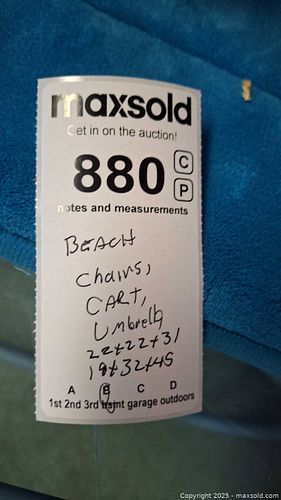 maxsold
Get in on the auction!
880
C
P
notes and measurements
BEACH
Chairs,
CART,
Umbrella
22x22x31
19x32x45
A B C D
1st 2nd 3rd bsmt garage outdoors
Copyright 2025 - maxsold.com